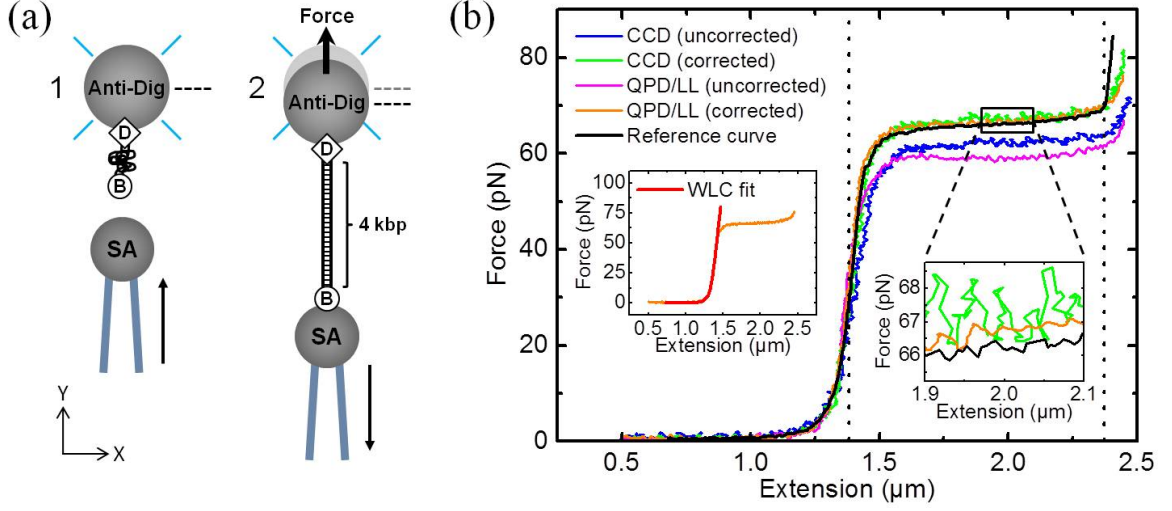 (a)
Force
1
Anti-Dig
D
B
SA
2
Anti-Dig
D
4 kbp
B
SA
Y
X
(b)
CCD (uncorrected)
CCD (corrected)
QPD/LL (uncorrected)
QPD/LL (corrected)
Reference curve
Force (pN)
80
60
40
20
0
0.5
1.0
1.5
2.0
2.5
Extension (µm)
WLC fit
Force (pN)
100
75
50
25
0
0.5
1.0
1.5
2.0
2.5
Extension (µm)
Force (pN)
68
67
66
1.9
2.0
2.1
Extension (µm)